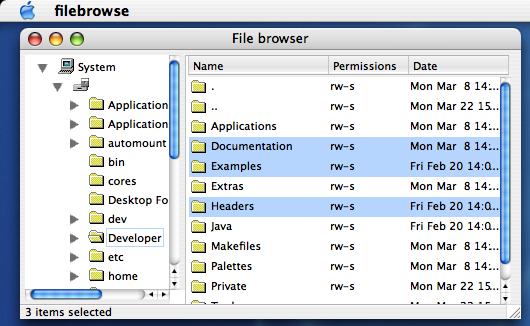 filebrowse
File browser
System
Application
Application
automount
bin
cores
Desktop Fo
dev
Developer
etc
home
Name Permissions Date
. rw-s Mon Mar 8 14:...
.. rw-s Mon Mar 22 15...
Applications rw-s Mon Mar 8 14:...
Documentation rw-s Mon Mar 8 14:...
Examples rw-s Fri Feb 20 14:0...
Extras rw-s Mon Mar 8 14:...
Headers rw-s Fri Feb 20 14:0...
Java rw-s Fri Feb 20 14:0...
Makefiles rw-s Mon Mar 8 14:...
Palettes rw-s Mon Mar 8 14:...
Private rw-s Mon Mar 22 15...
3 items selected